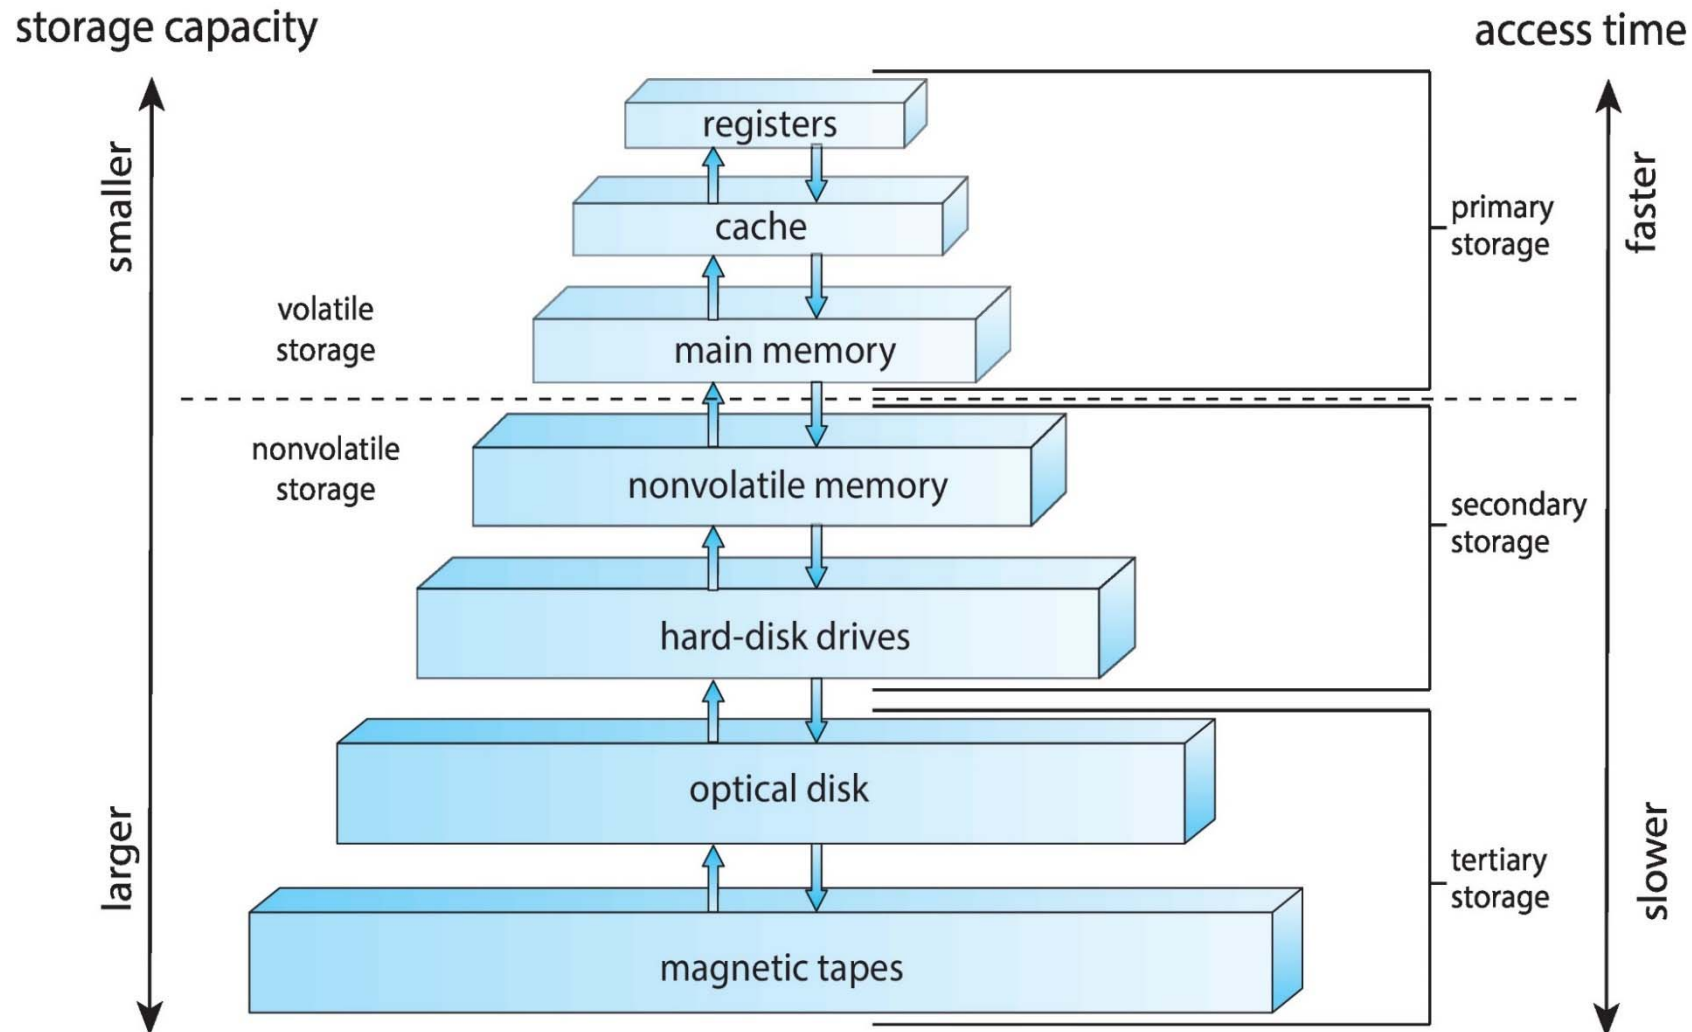 storage capacity
access time
registers
cache
smaller
faster
primary
storage
volatile
storage
main memory
nonvolatile
storage
nonvolatile memory
secondary
storage
hard-disk drives
optical disk
larger
slower
tertiary
storage
magnetic tapes